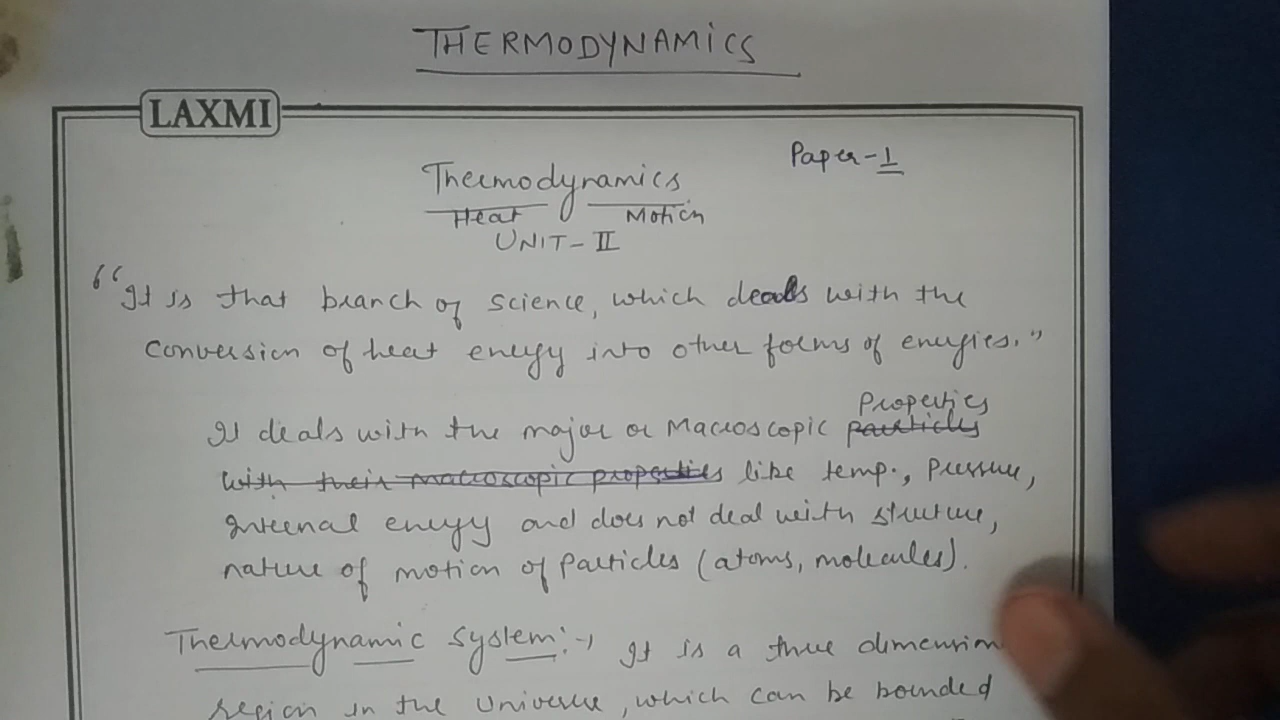 THERMODYNAMICS
LAXMI
Paper-1
Thermodynamics
Heat Motion
UNIT-II
"It is that branch of science, which deals with the
conversion of heat energy into other forms of energies."
Properties
It deals with the major or Macroscopic particles
with their macroscopic properties like temp., Pressure,
Internal energy and does not deal with structure,
nature of motion of Particles (atoms, molecules).
Thermodynamic System:- It is a three dimension
region in the Universe, which can be bounded